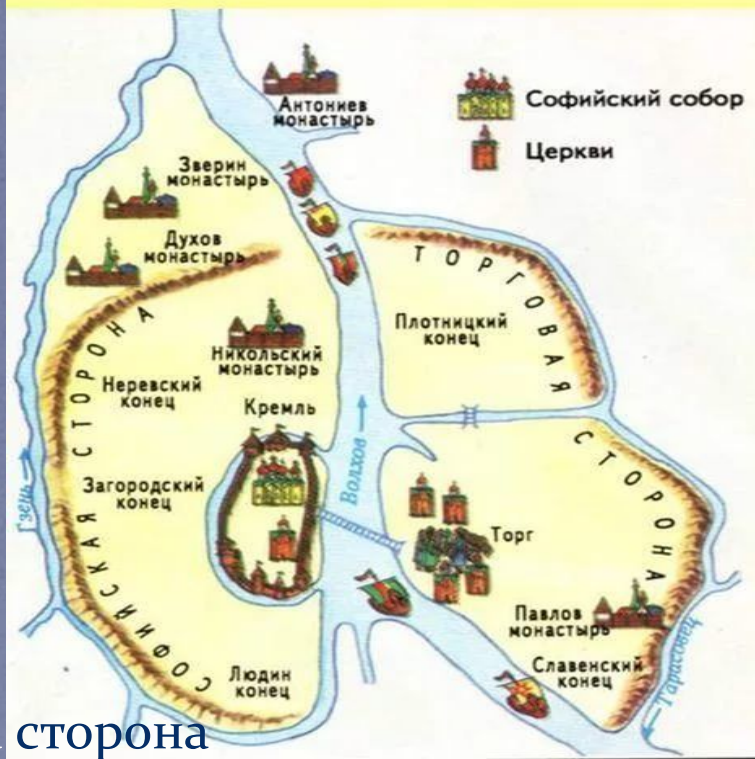 Антониев
монастырь
Софийский собор
Церкви
Зверин
монастырь
Духов
монастырь
ТОРГОВАЯ
Плотницкий
конец
Никольский
монастырь
Неревский
конец
Кремль
СТОРОНА
Волхов
Загородский
конец
Гзень
Торг
СТОРОНА
Павлов
монастырь
Тарасовец
Славенский
конец
СОФИЙСКАЯ
Людин
конец
сторона